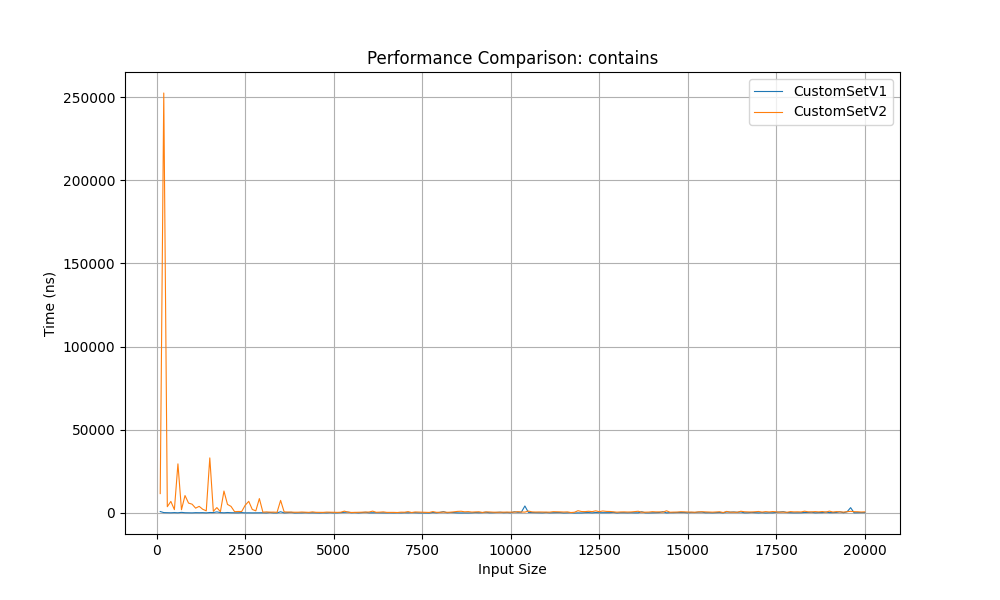 Performance Comparison: contains
CustomSetV1
CustomSetV2
250000
200000
150000
100000
50000
0
Time (ns)
0 2500 5000 7500 10000 12500 15000 17500 20000
Input Size